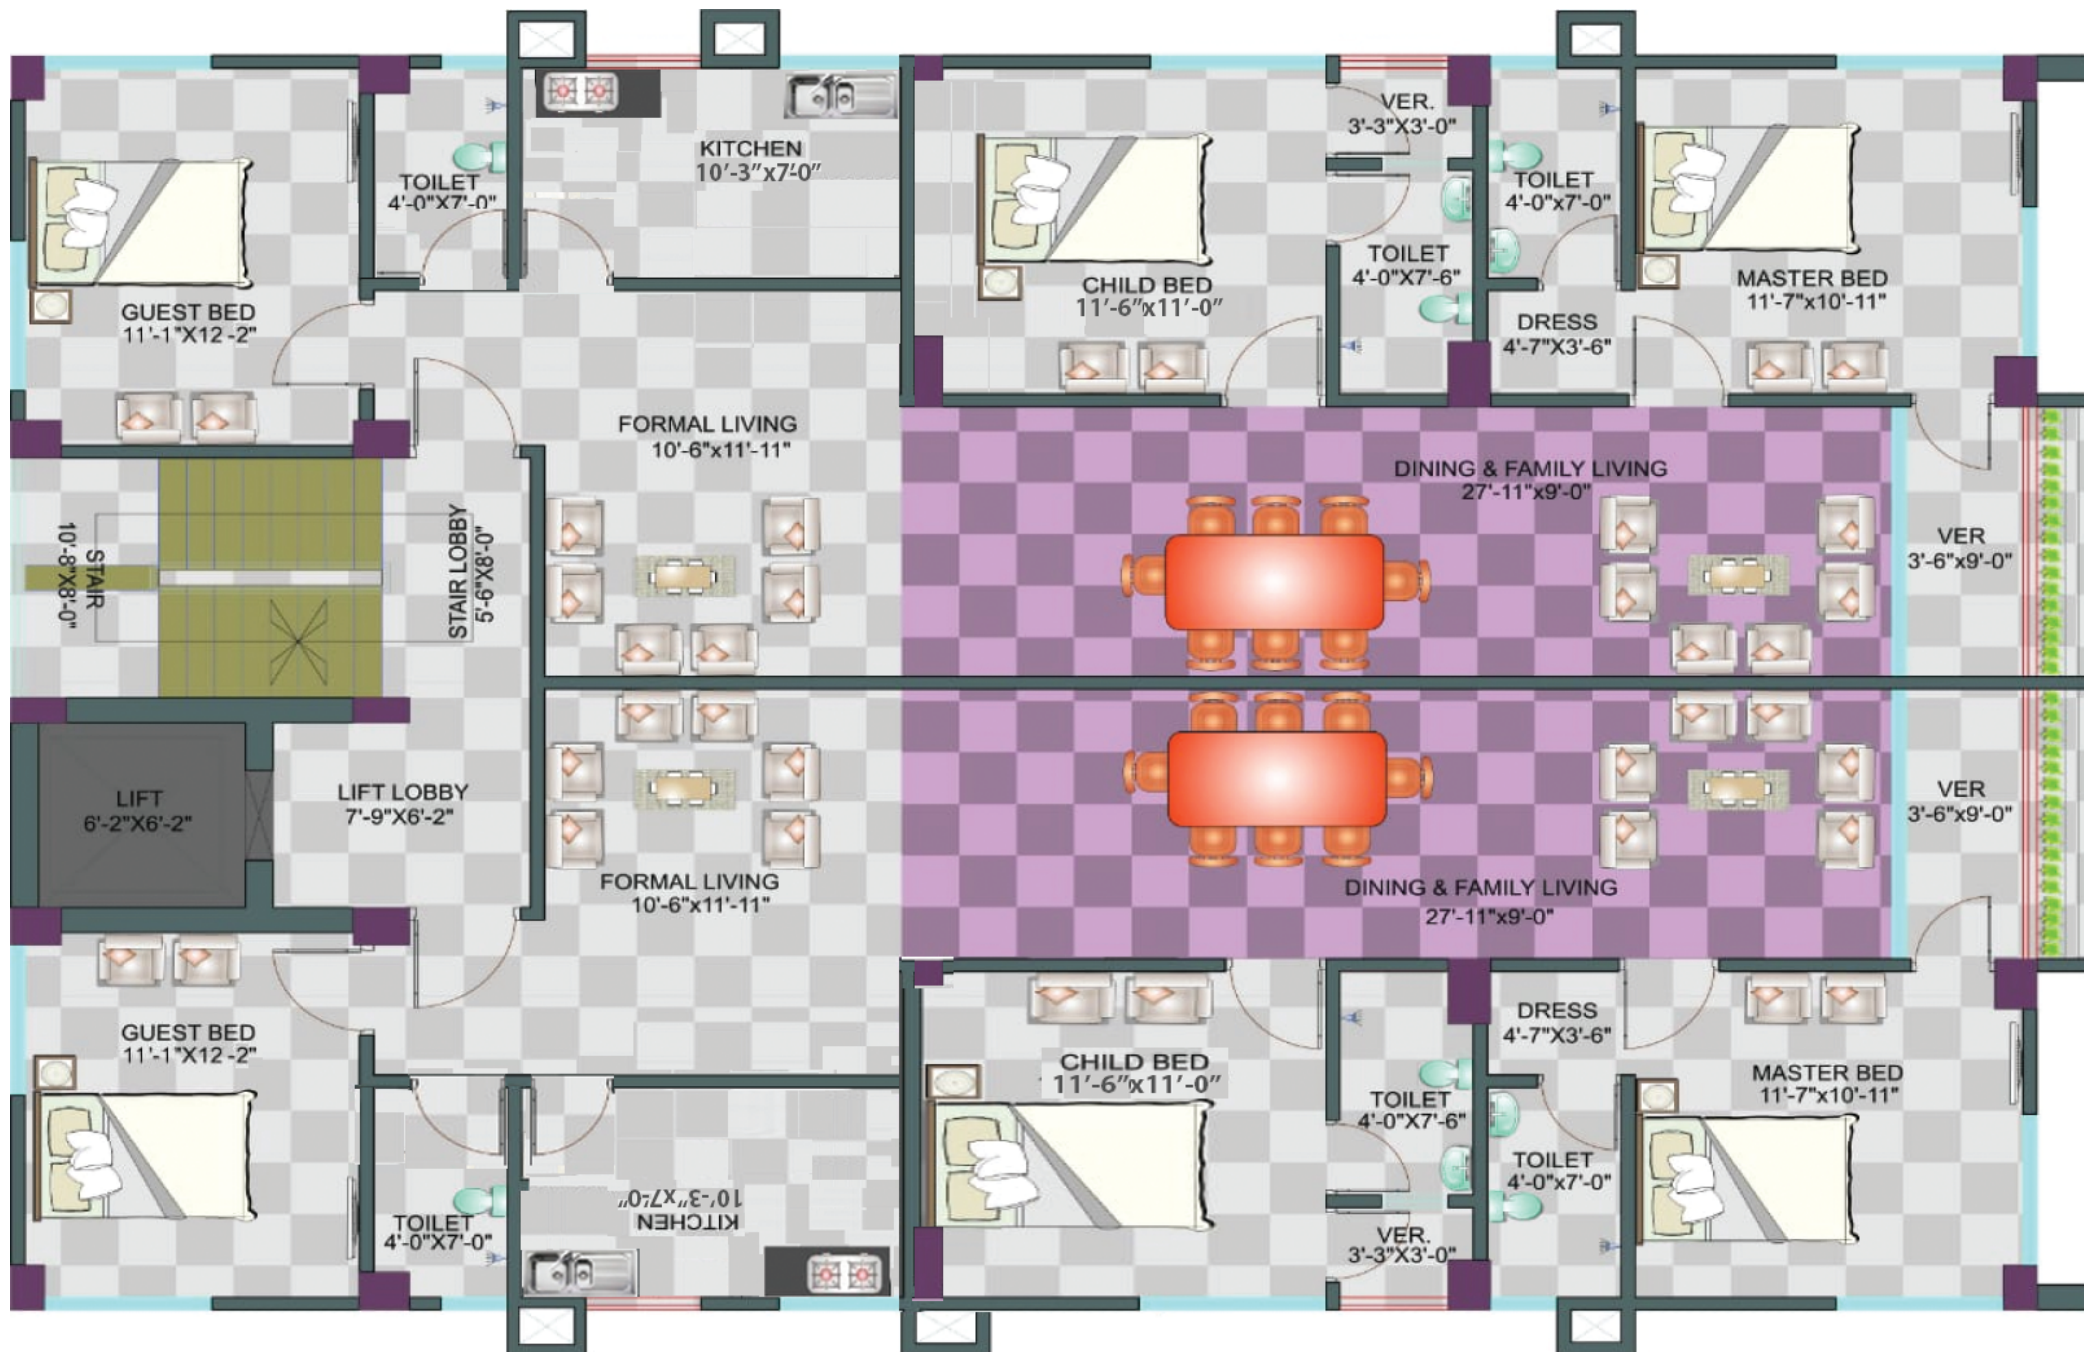 VER.
3'-3"X3'-0"
KITCHEN
10'-3"x7'-0"
TOILET
4'-0"X7'-0"
TOILET
4'-0"x7'-0"
TOILET
4'-0"X7'-6"
CHILD BED
11'-6"x11'-0"
MASTER BED
11'-7"x10'-11"
GUEST BED
11'-1"X12'-2"
DRESS
4'-7"X3'-6"
FORMAL LIVING
10'-6"x11'-11"
DINING & FAMILY LIVING
27'-11"x9'-0"
STAIR
10'-8"X8'-0"
STAIR LOBBY
5'-6"X8'-0"
VER
3'-6"x9'-0"
LIFT
6'-2"X6'-2"
LIFT LOBBY
7'-9"X6'-2"
VER
3'-6"x9'-0"
FORMAL LIVING
10'-6"x11'-11"
DINING & FAMILY LIVING
27'-11"x9'-0"
GUEST BED
11'-1"X12'-2"
DRESS
4'-7"X3'-6"
CHILD BED
11'-6"x11'-0"
MASTER BED
11'-7"x10'-11"
TOILET
4'-0"X7'-6"
TOILET
4'-0"x7'-0"
KITCHEN
10'-3"x7'-0"
TOILET
4'-0"X7'-0"
VER.
3'-3"X3'-0"